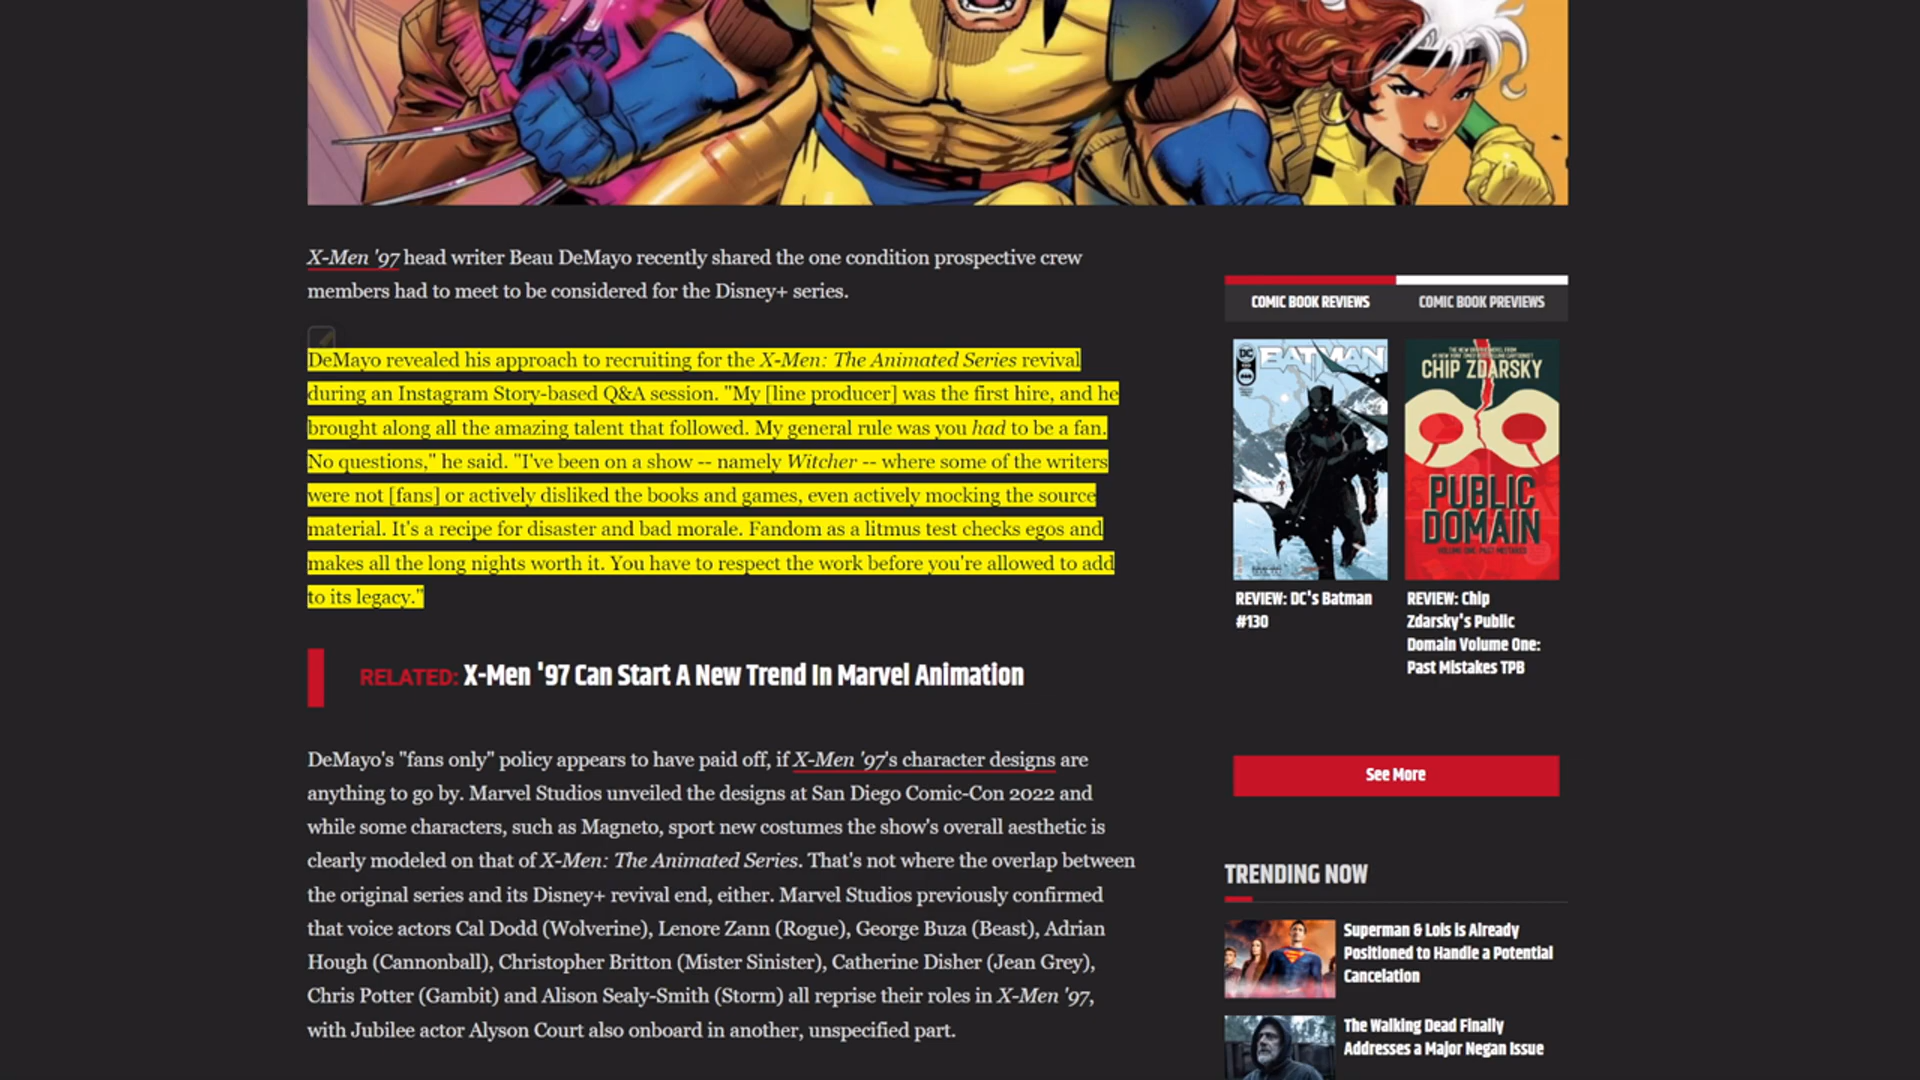 X-Men '97 head writer Beau DeMayo recently shared the one condition prospective crew
members had to meet to be considered for the Disney+ series.
DeMayo revealed his approach to recruiting for the X-Men: The Animated Series revival
during an Instagram Story-based Q&A session. "My [line producer] was the first hire, and he
brought along all the amazing talent that followed. My general rule was you had to be a fan.
No questions," he said. "I've been on a show -- namely Witcher -- where some of the writers
were not [fans] or actively disliked the books and games, even actively mocking the source
material. It's a recipe for disaster and bad morale. Fandom as a litmus test checks egos and
makes all the long nights worth it. You have to respect the work before you're allowed to add
to its legacy."
RELATED: X-Men '97 Can Start A New Trend In Marvel Animation
DeMayo's "fans only" policy appears to have paid off, if X-Men '97's character designs are
anything to go by. Marvel Studios unveiled the designs at San Diego Comic-Con 2022 and
while some characters, such as Magneto, sport new costumes the show's overall aesthetic is
clearly modeled on that of X-Men: The Animated Series. That's not where the overlap between
the original series and its Disney+ revival end, either. Marvel Studios previously confirmed
that voice actors Cal Dodd (Wolverine), Lenore Zann (Rogue), George Buza (Beast), Adrian
Hough (Cannonball), Christopher Britton (Mister Sinister), Catherine Disher (Jean Grey),
Chris Potter (Gambit) and Alison Sealy-Smith (Storm) all reprise their roles in X-Men '97,
with Jubilee actor Alyson Court also onboard in another, unspecified part.
COMIC BOOK REVIEWS
COMIC BOOK PREVIEWS
DC
BATMAN
REVIEW: DC's Batman
#130
CHIP ZDARSKY
PUBLIC
DOMAIN
REVIEW: Chip
Zdarsky's Public
Domain Volume One:
Past Mistakes TPB
See More
TRENDING NOW
Superman & Lois is Already
Positioned to Handle a Potential
Cancelation
The Walking Dead Finally
Addresses a Major Negan Issue